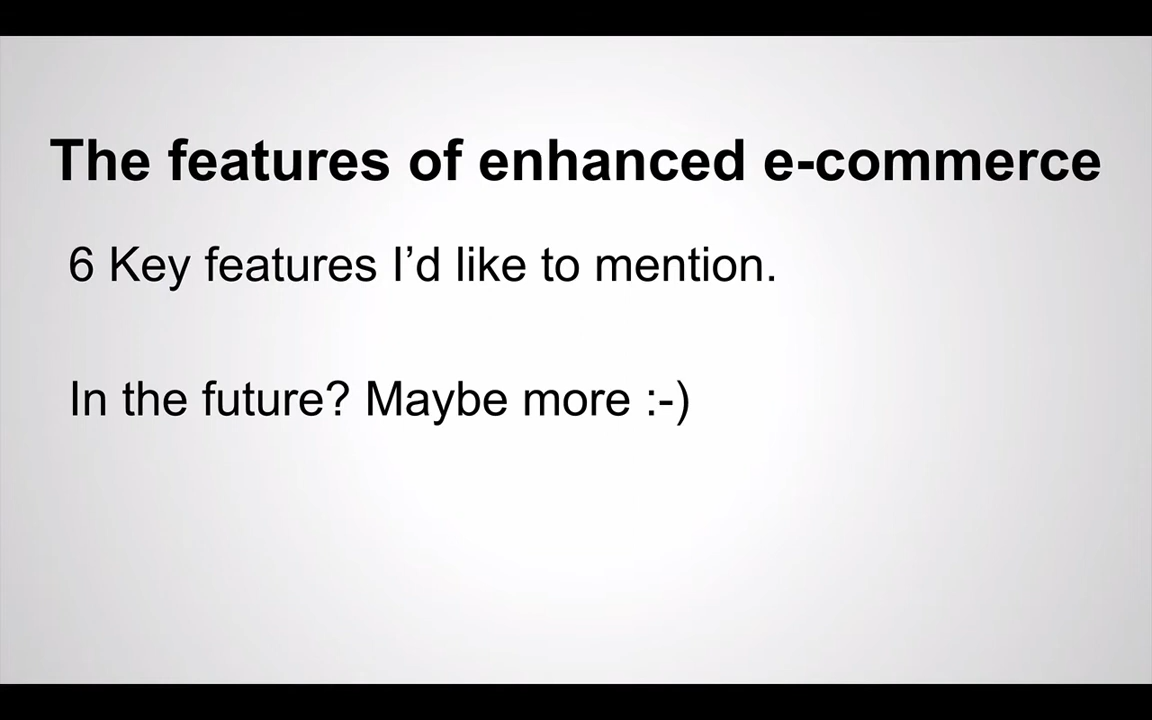 The features of enhanced e-commerce
6 Key features I’d like to mention.
In the future? Maybe more :-)